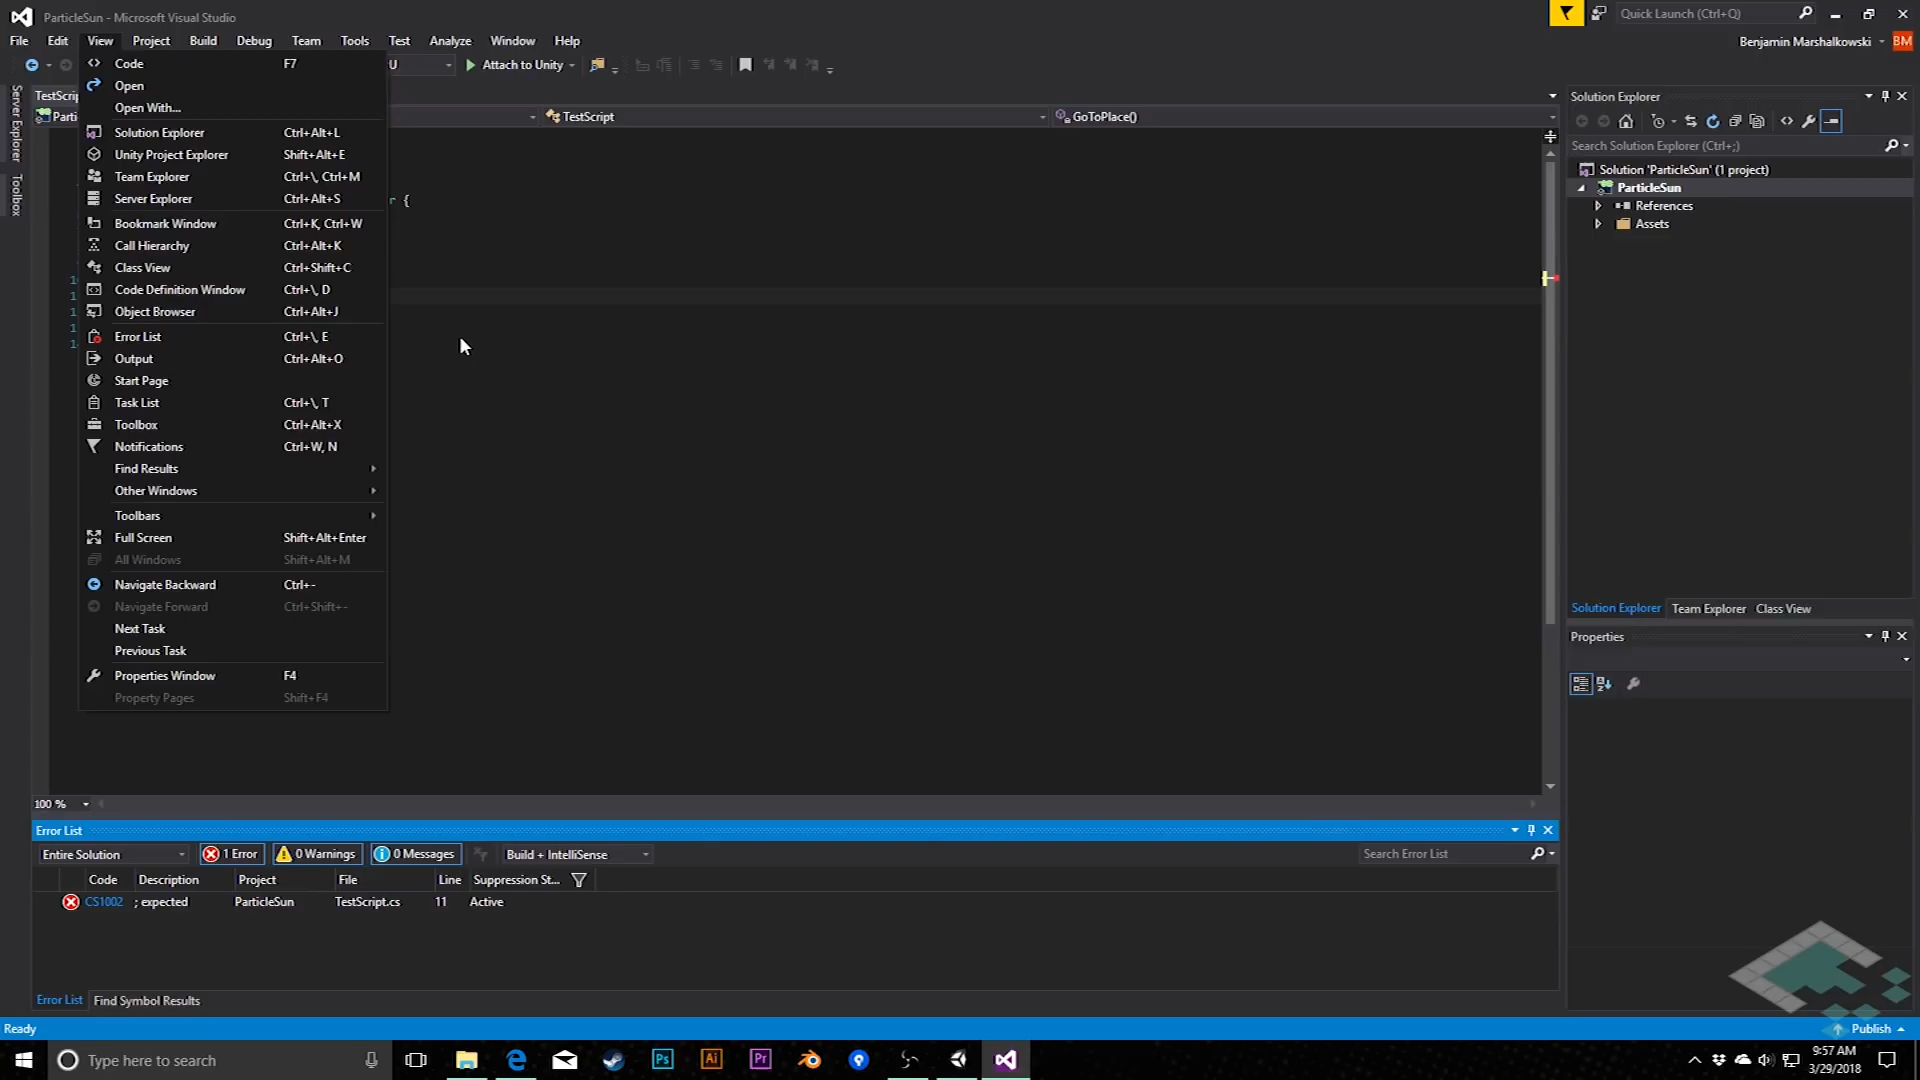 ParticleSun - Microsoft Visual Studio
Quick Launch (Ctrl+Q)
File Edit View Project Build Debug Team Tools Test Analyze Window Help
Benjamin Marshalkowski BM
U Attach to Unity
Server Explorer
Toolbox
TestScrip
Parti
TestScript
GoToPlace()
r {
Code F7
Open
Open With...
Solution Explorer Ctrl+Alt+L
Unity Project Explorer Shift+Alt+E
Team Explorer Ctrl+\, Ctrl+M
Server Explorer Ctrl+Alt+S
Bookmark Window Ctrl+K, Ctrl+W
Call Hierarchy Ctrl+Alt+K
Class View Ctrl+Shift+C
Code Definition Window Ctrl+\, D
Object Browser Ctrl+Alt+J
Error List Ctrl+\, E
Output Ctrl+Alt+O
Start Page
Task List Ctrl+\, T
Toolbox Ctrl+Alt+X
Notifications Ctrl+W, N
Find Results
Other Windows
Toolbars
Full Screen Shift+Alt+Enter
All Windows Shift+Alt+M
Navigate Backward Ctrl+-
Navigate Forward Ctrl+Shift+-
Next Task
Previous Task
Properties Window F4
Property Pages Shift+F4
Solution Explorer
Search Solution Explorer (Ctrl+;)
Solution 'ParticleSun' (1 project)
ParticleSun
References
Assets
Solution Explorer Team Explorer Class View
Properties
100 %
Error List
Entire Solution 1 Error 0 Warnings 0 Messages Build + IntelliSense Search Error List
Code Description Project File Line Suppression St...
CS1002 ; expected ParticleSun TestScript.cs 11 Active
Error List Find Symbol Results
Ready Publish
Type here to search
Ps Ai Pr
9:57 AM
3/29/2018